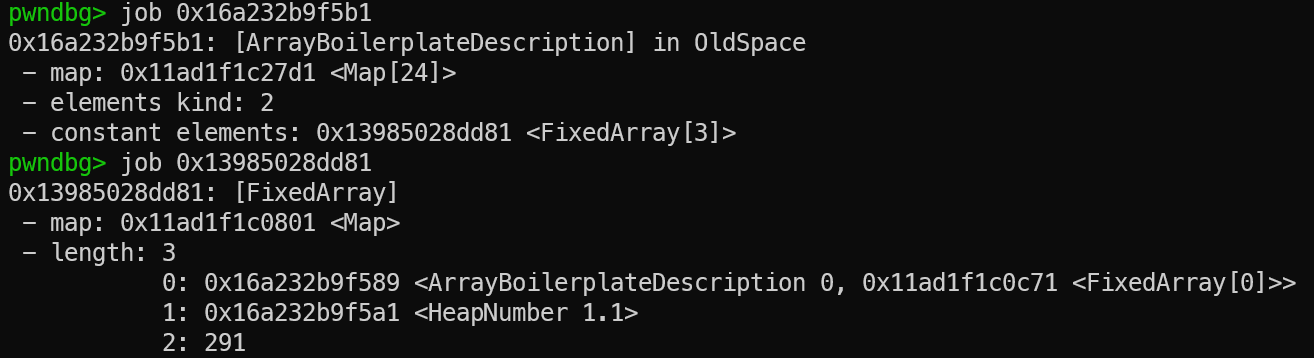 pwndbg> job 0x16a232b9f5b1
0x16a232b9f5b1: [ArrayBoilerplateDescription] in OldSpace
 - map: 0x11ad1f1c27d1 <Map[24]>
 - elements kind: 2
 - constant elements: 0x13985028dd81 <FixedArray[3]>
pwndbg> job 0x13985028dd81
0x13985028dd81: [FixedArray]
 - map: 0x11ad1f1c0801 <Map>
 - length: 3
           0: 0x16a232b9f589 <ArrayBoilerplateDescription 0, 0x11ad1f1c0c71 <FixedArray[0]>>
           1: 0x16a232b9f5a1 <HeapNumber 1.1>
           2: 291